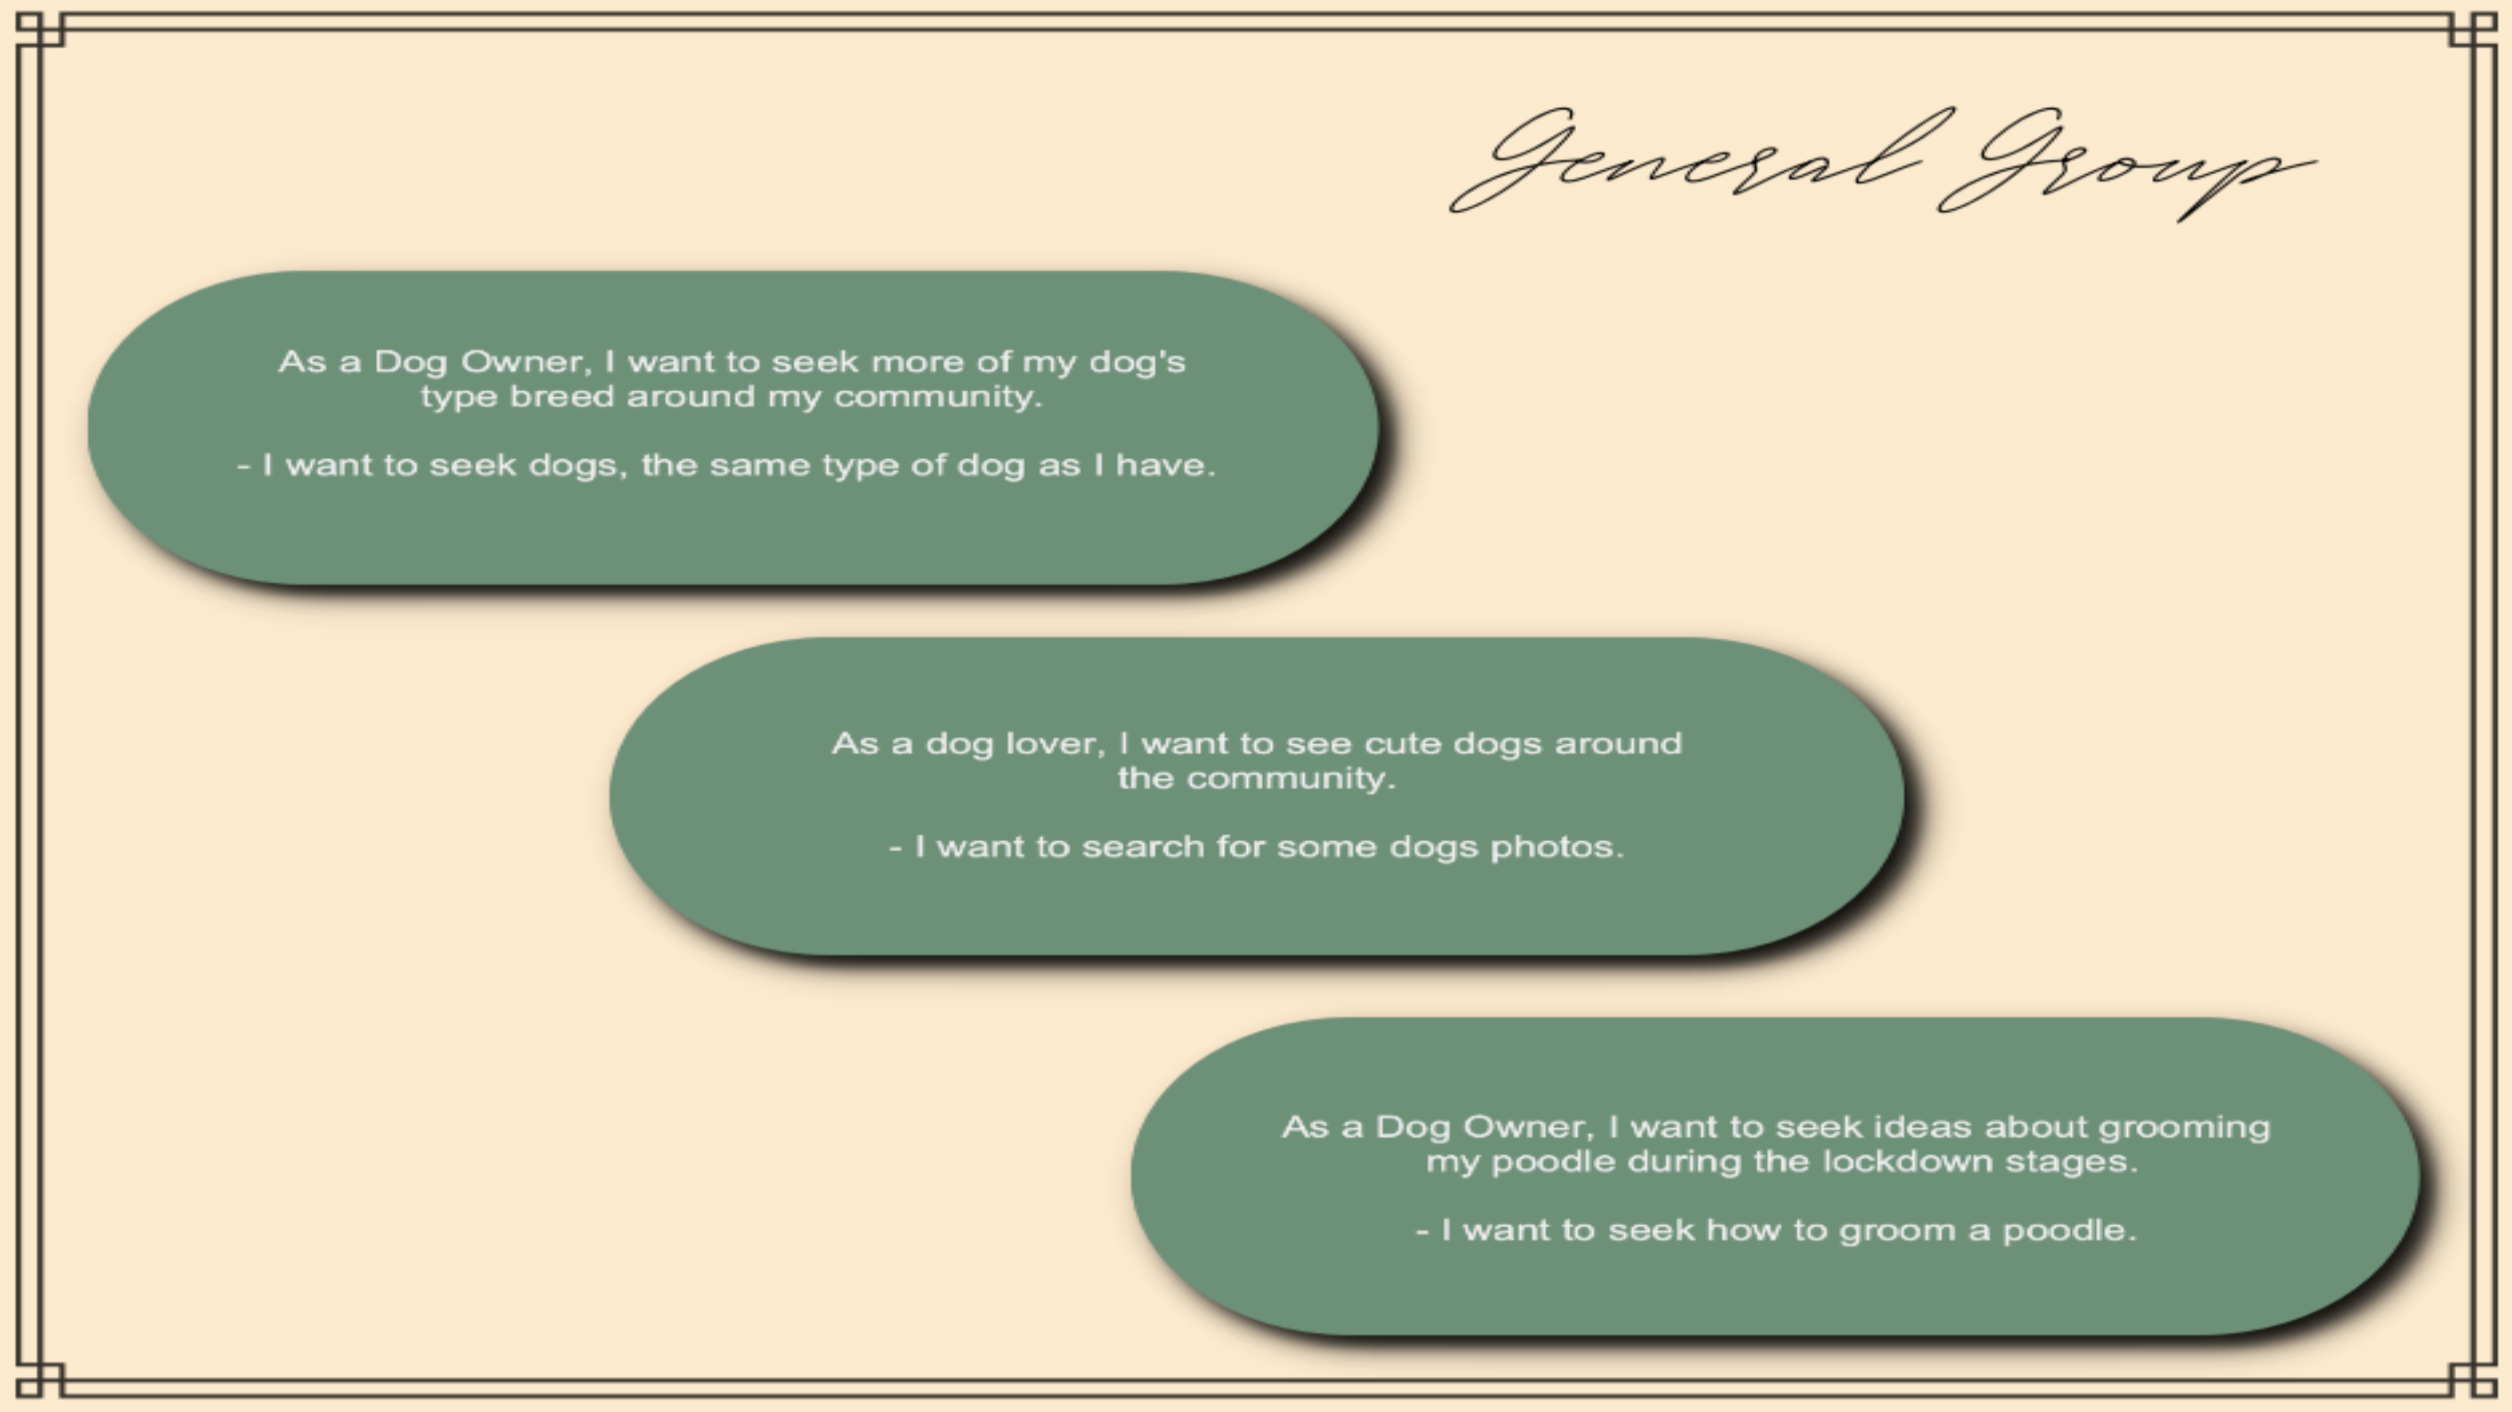 General Group
As a Dog Owner, I want to seek more of my dog's
type breed around my community.
- I want to seek dogs, the same type of dog as I have.
As a dog lover, I want to see cute dogs around
the community.
- I want to search for some dogs photos.
As a Dog Owner, I want to seek ideas about grooming
my poodle during the lockdown stages.
- I want to seek how to groom a poodle.